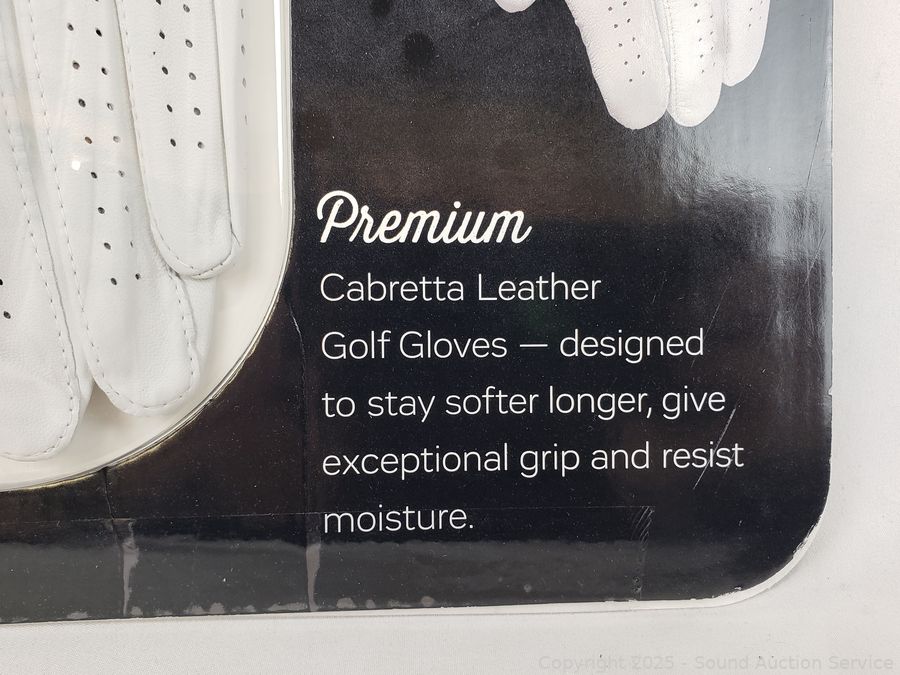 Premium
Cabretta Leather
Golf Gloves — designed
to stay softer longer, give
exceptional grip and resist
moisture.
Copyright © 2025 - Sound Auction Service